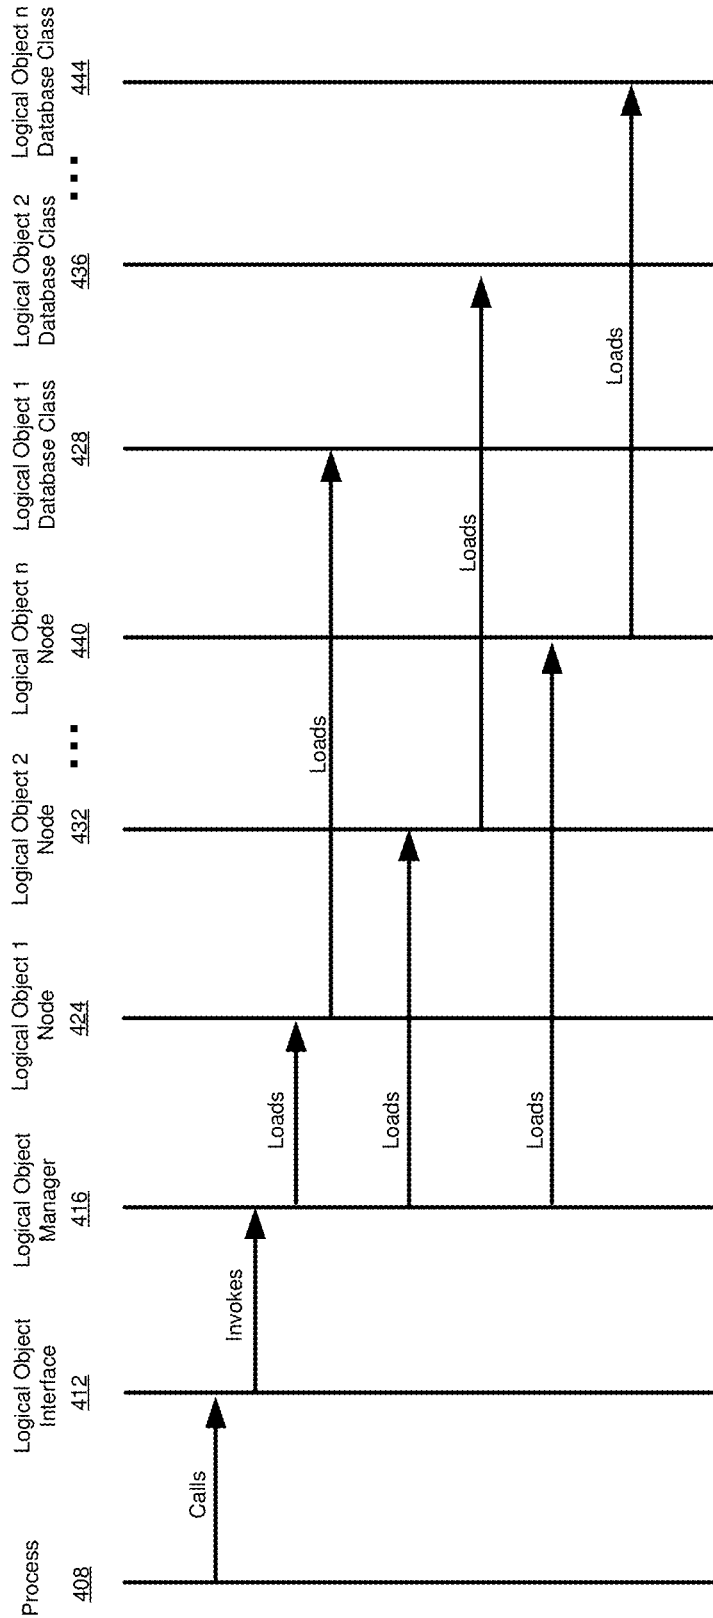 Process
408
Logical Object
Interface
412
Logical Object
Manager
416
Logical Object 1
Node
424
Logical Object 2
Node
432
...
Logical Object n
Node
440
Logical Object 1
Database Class
428
Logical Object 2
Database Class
436
...
Logical Object n
Database Class
444
Calls
Invokes
Loads
Loads
Loads
Loads
Loads
Loads